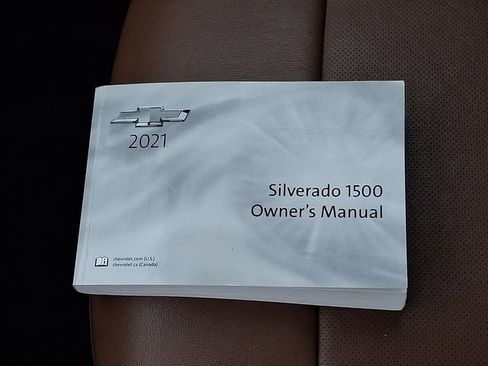 2021
Silverado 1500
Owner's Manual
chevrolet.com (U.S.)
chevrolet.ca (Canada)